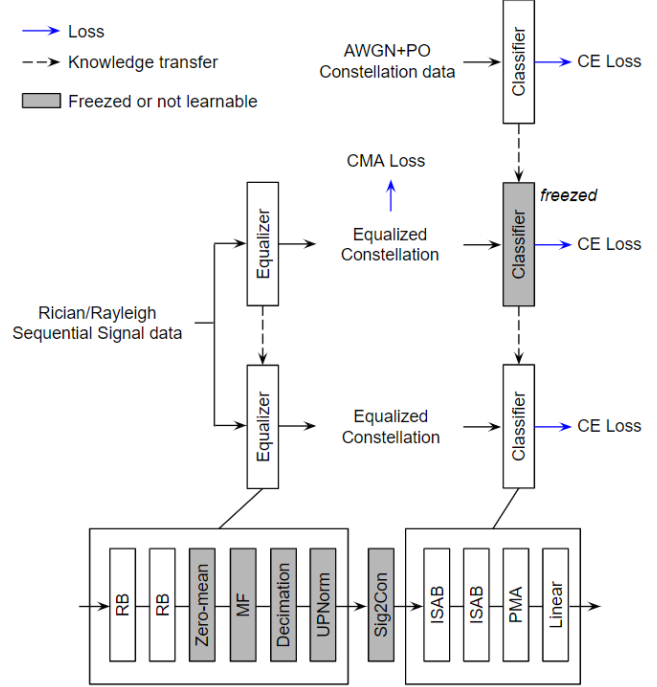 Loss
Knowledge transfer
Freezed or not learnable
AWGN+PO
Constellation data
Classifier
CE Loss
CMA Loss
Equalizer
Equalized
Constellation
Classifier
freezed
CE Loss
Rician/Rayleigh
Sequential Signal data
Equalizer
Equalized
Constellation
Classifier
CE Loss
RB
RB
Zero-mean
MF
Decimation
UPNorm
Sig2Con
ISAB
ISAB
PMA
Linear